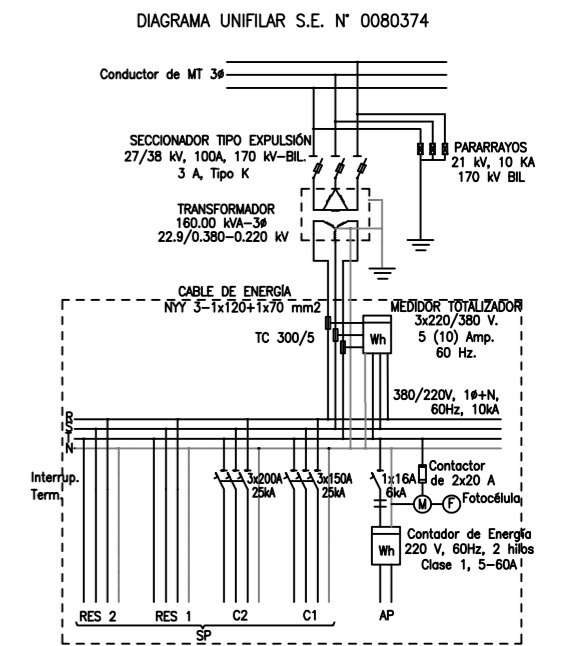 DIAGRAMA UNIFILAR S.E. N° 0080374
Conductor de MT 3ø
SECCIONADOR TIPO EXPULSIÓN
27/38 kV, 100A, 170 kV-BIL.
3 A, Tipo K
PARARRAYOS
21 kV, 10 KA
170 kV BIL
TRANSFORMADOR
160.00 kVA-3ø
22.9/0.380-0.220 kV
CABLE DE ENERGÍA
NYY 3-1x120+1x70 mm2
MEDIDOR TOTALIZADOR
3x220/380 V.
5 (10) Amp.
60 Hz.
TC 300/5
Wh
380/220V, 1ø+N,
60Hz, 10kA
R
S
T
N
Interrup.
Term.
3x200A
25kA
3x150A
25kA
1x16A
6kA
Contactor
de 2x20 A
M
F
Fotocélula
Wh
Contador de Energía
220 V, 60Hz, 2 hilos
Clase 1, 5-60A
RES 2
RES 1
C2
C1
AP
SP